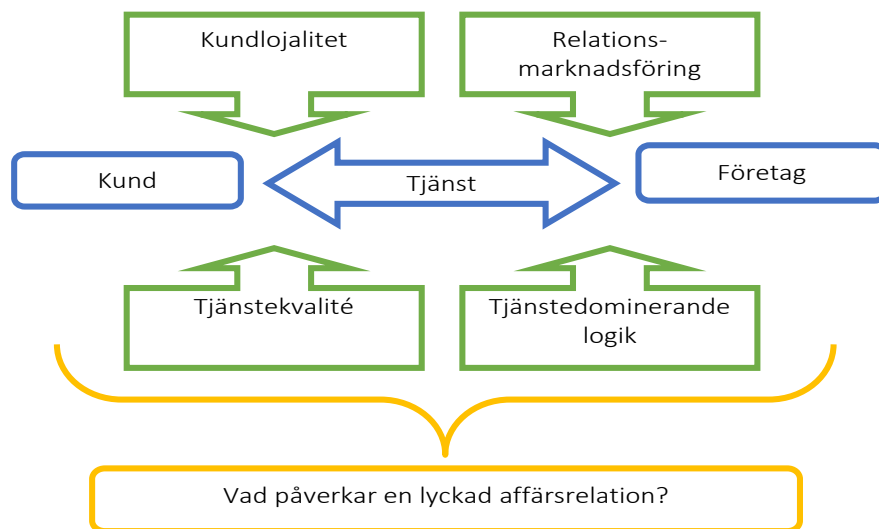 Kundlojalitet
Relations-
marknadsföring
Kund
Tjänst
Företag
Tjänstekvalité
Tjänstedominerande
logik
Vad påverkar en lyckad affärsrelation?